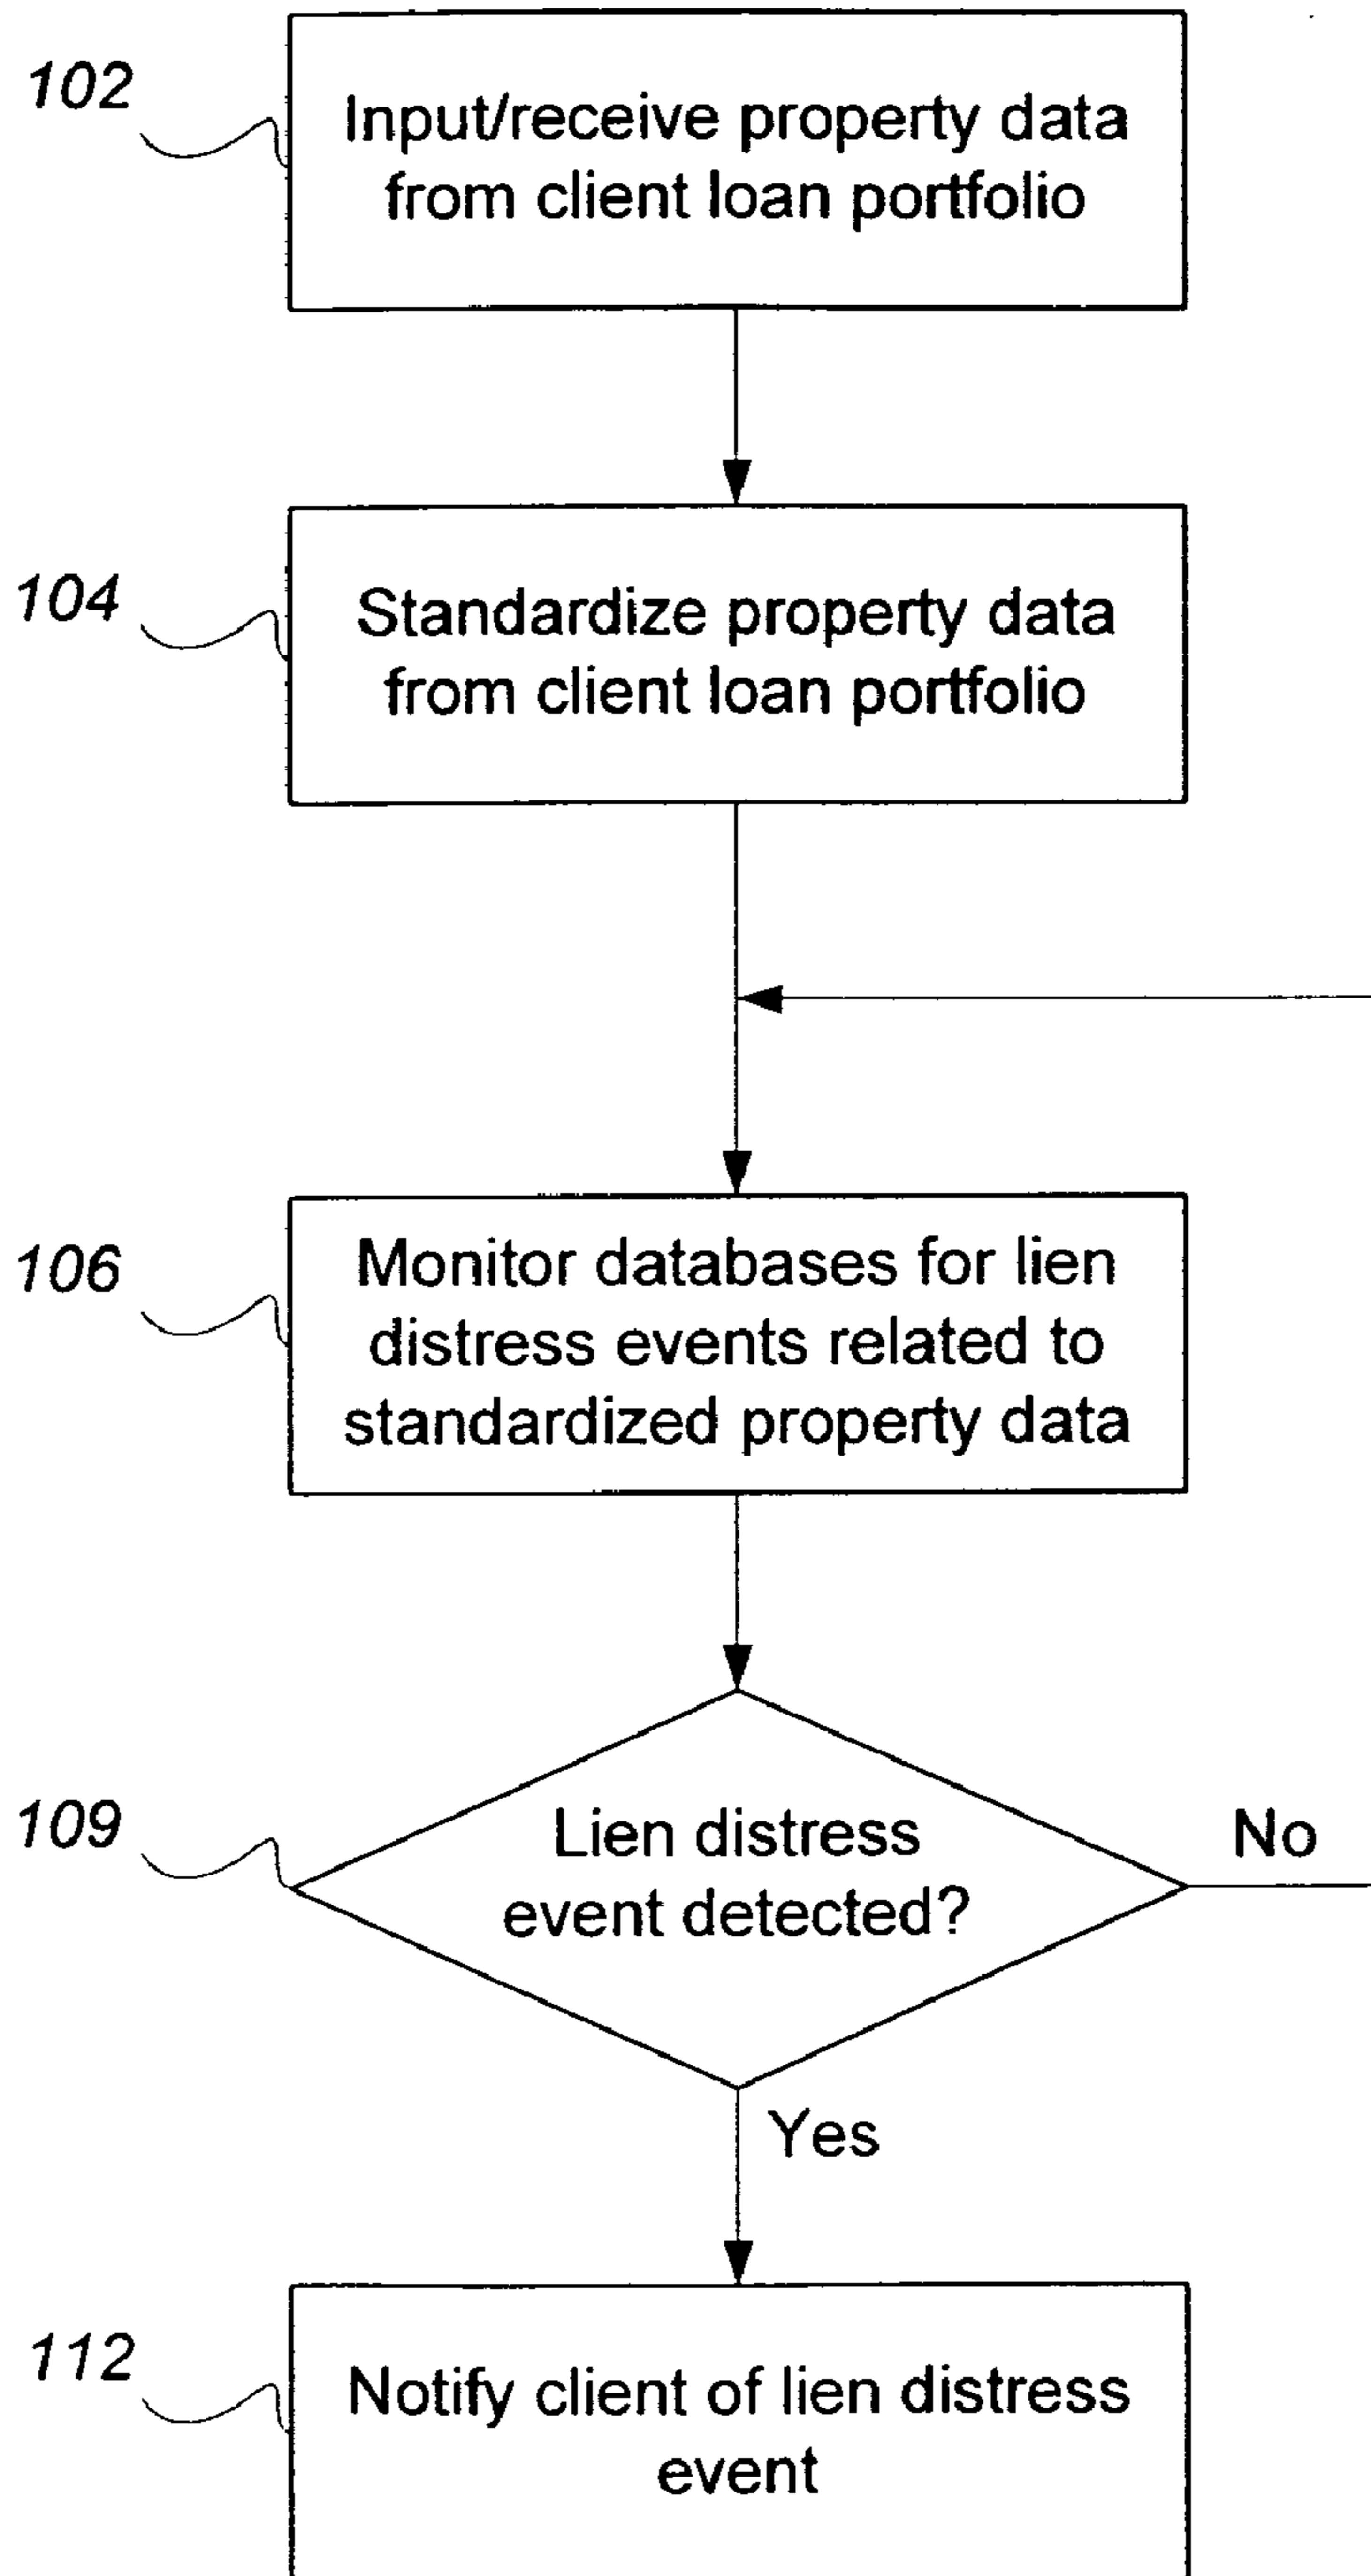 102
Input/receive property data
from client loan portfolio
104
Standardize property data
from client loan portfolio
106
Monitor databases for lien
distress events related to
standardized property data
109
Lien distress
event detected?
No
Yes
112
Notify client of lien distress
event